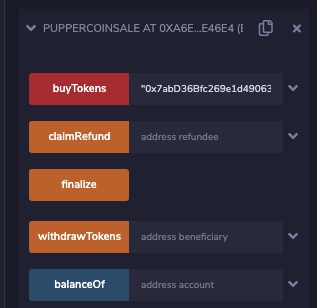 PUPPERCOINSALE AT 0XA6E...E46E4 (
buyTokens "0x7abD36Bfc269e1d49063
claimRefund address refundee
finalize
withdrawTokens address beneficiary
balanceOf address account